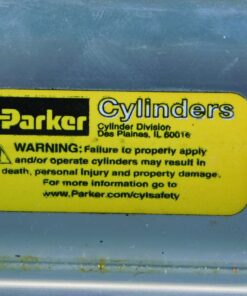 Parker Cylinders
Cylinder Division
Des Plaines, IL 60016
WARNING: Failure to properly apply
and/or operate cylinders may result in
death, personal injury and property damage.
For more information go to
www.Parker.com/cylsafety